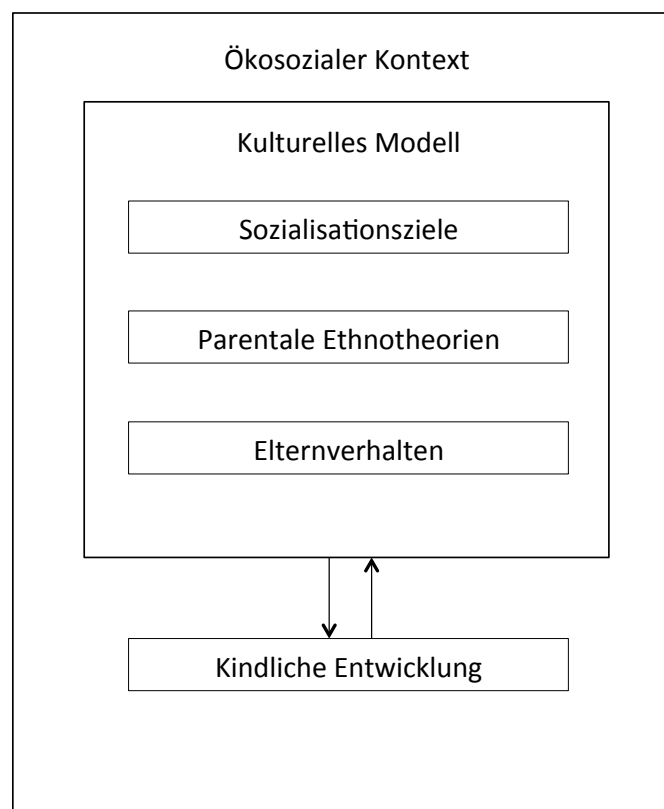 Ökosozialer Kontext
Kulturelles Modell
Sozialisationsziele
Parentale Ethnotheorien
Elternverhalten
Kindliche Entwicklung